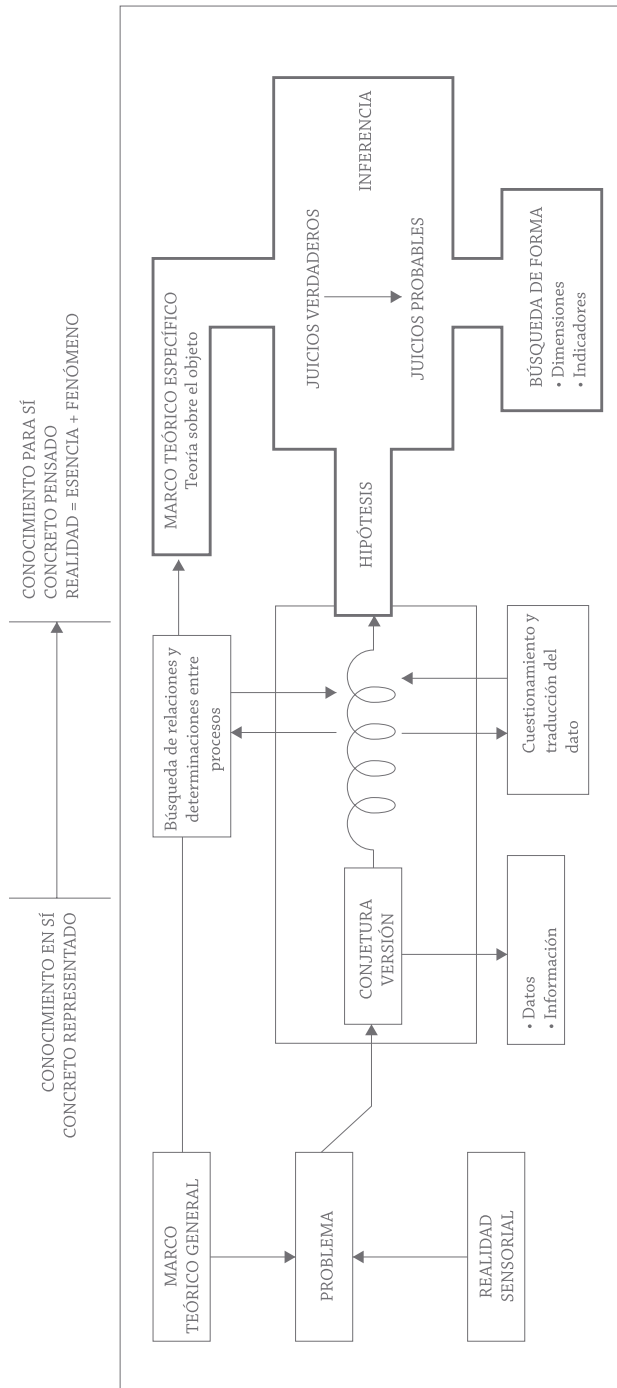 CONOCIMIENTO EN SÍ
CONCRETO REPRESENTADO
CONOCIMIENTO PARA SÍ
CONCRETO PENSADO
REALIDAD = ESENCIA + FENÓMENO
MARCO
TEÓRICO GENERAL
PROBLEMA
REALIDAD
SENSORIAL
Búsqueda de relaciones y
determinaciones entre
procesos
CONJETURA
VERSIÓN
• Datos
• Información
Cuestionamiento y
traducción del
dato
MARCO TEÓRICO ESPECÍFICO
Teoría sobre el objeto
HIPÓTESIS
JUICIOS VERDADEROS
JUICIOS PROBABLES
INFERENCIA
BÚSQUEDA DE FORMA
• Dimensiones
• Indicadores